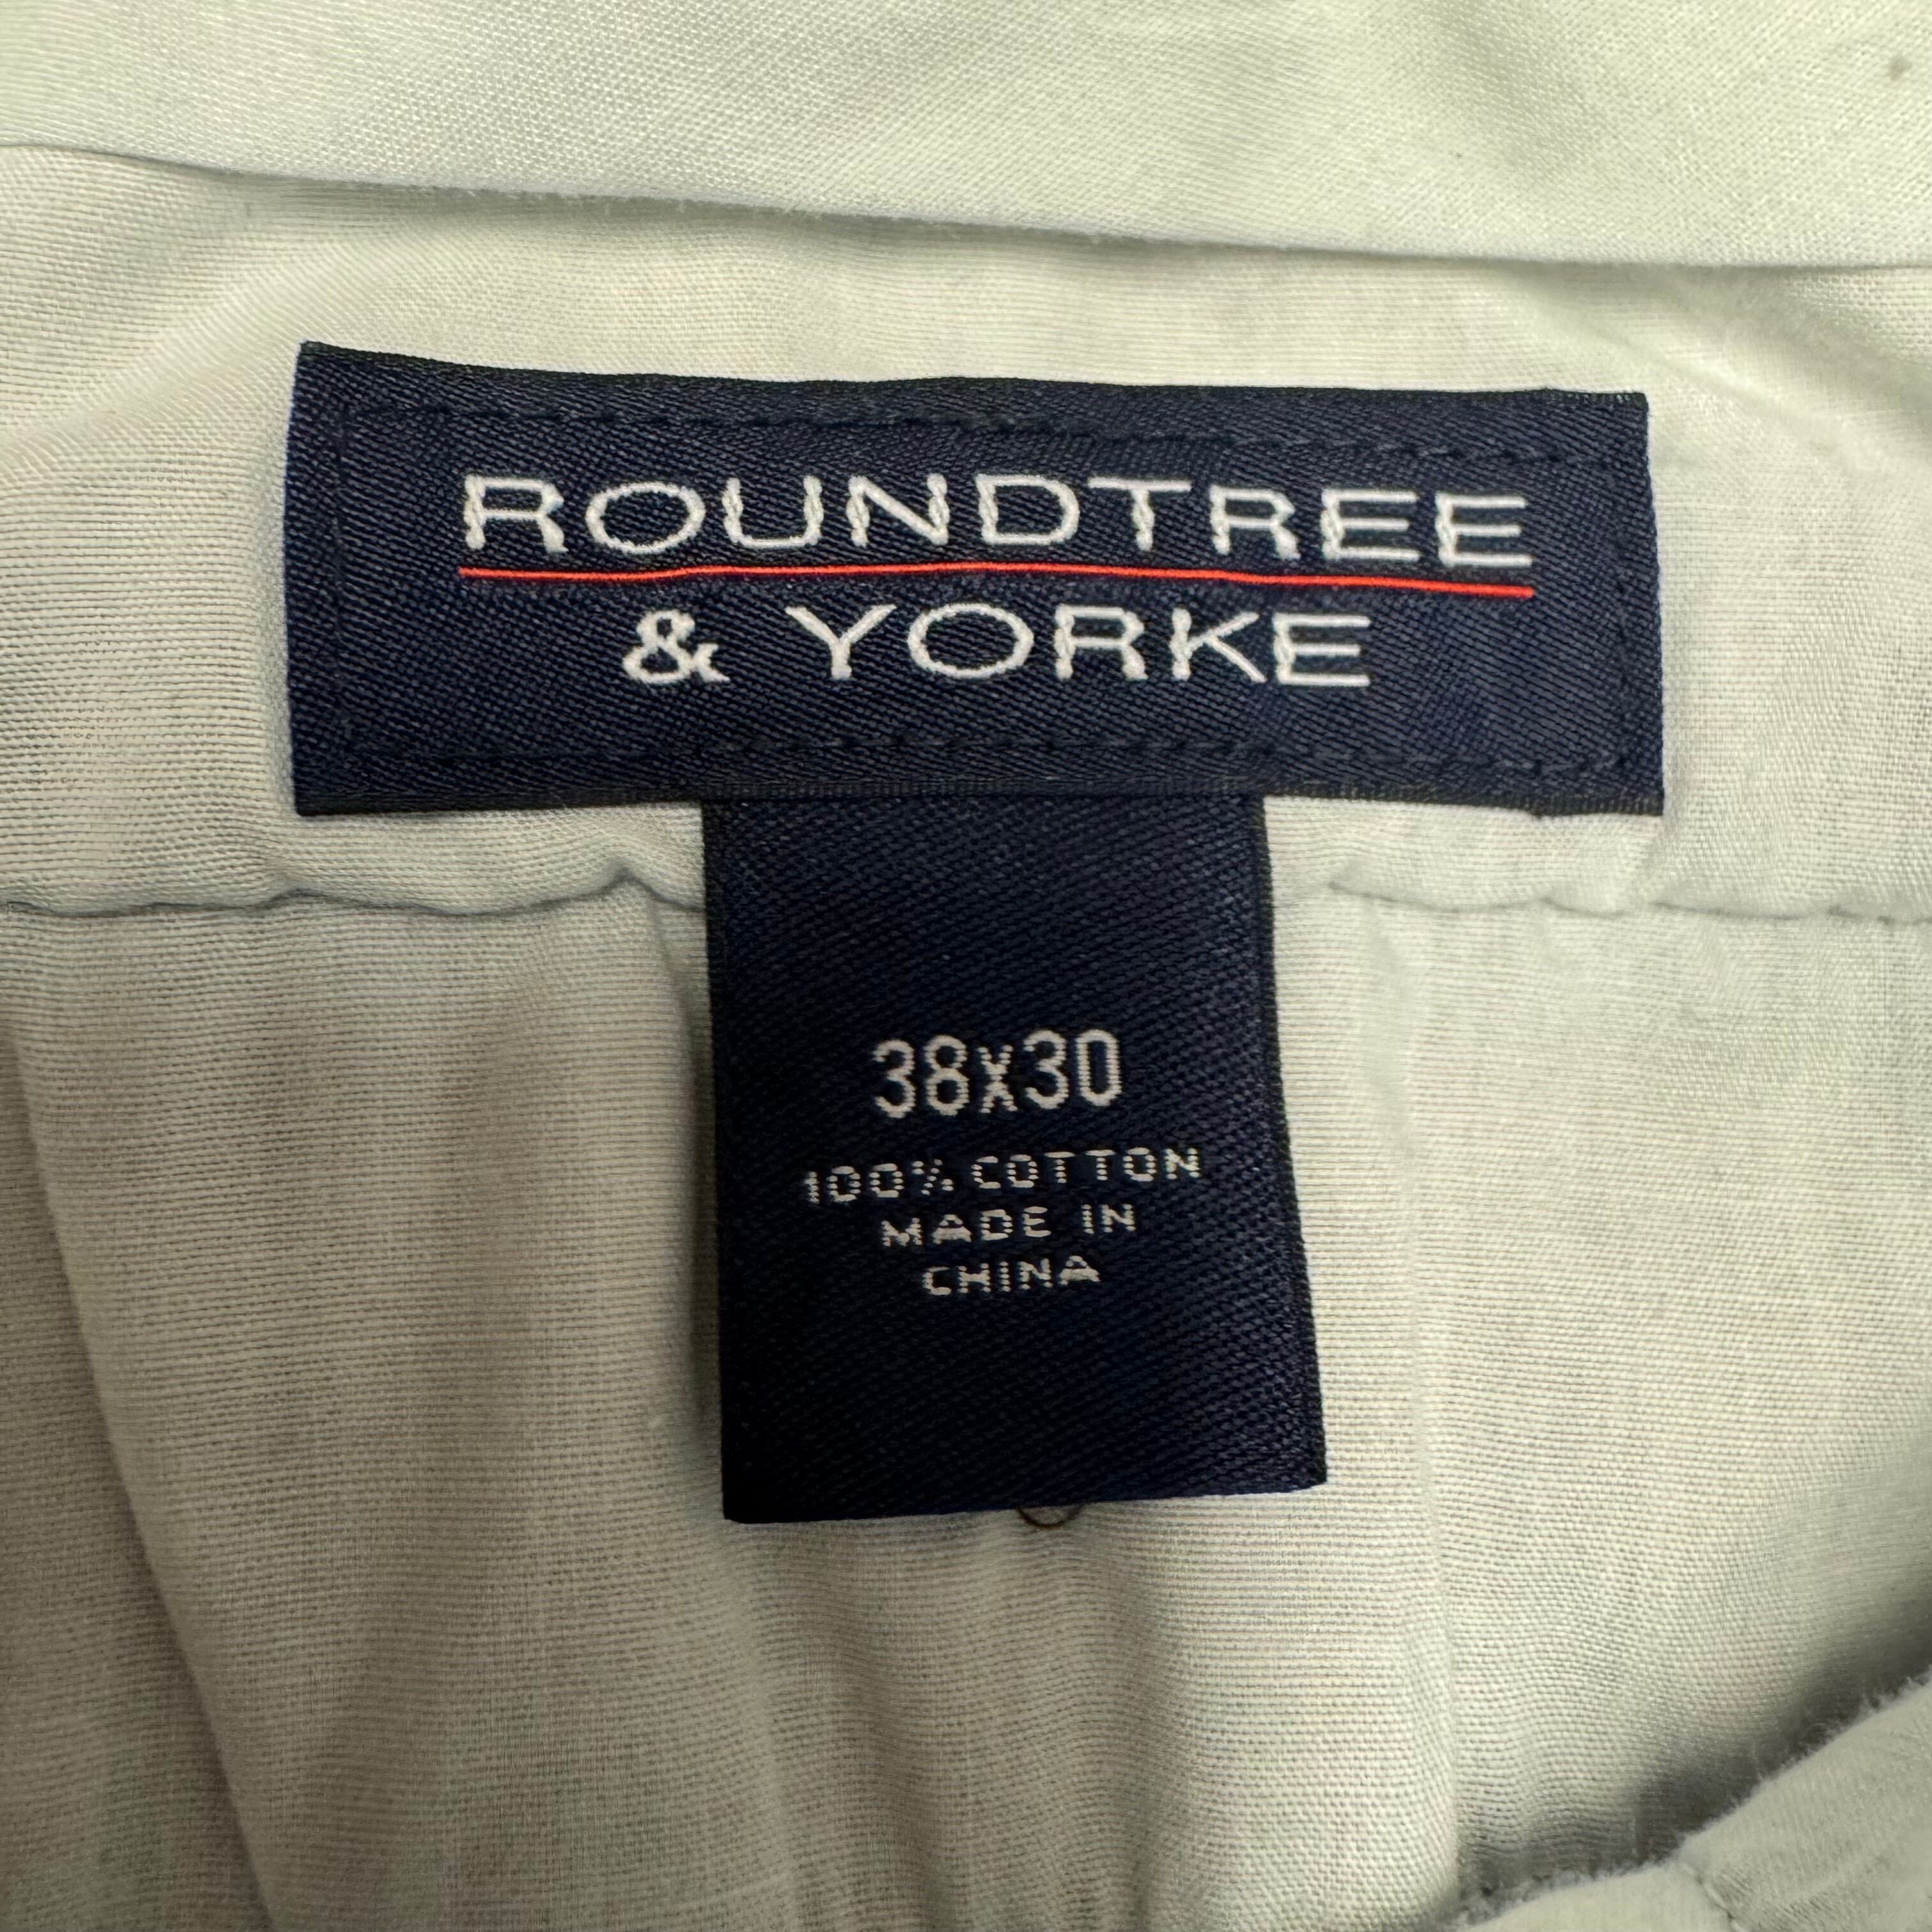 ROUNDTREE
& YORKE
38X30
100% COTTON
MADE IN
CHINA